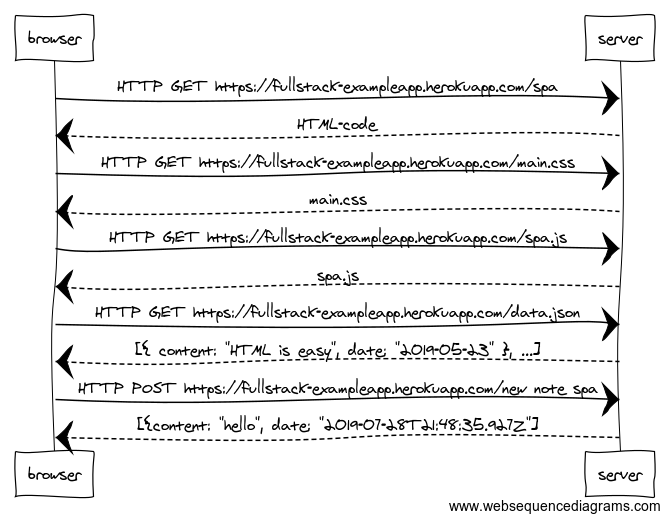 browser server
HTTP GET https://fullstack-exampleapp.herokuapp.com/spa
HTML-code
HTTP GET https://fullstack-exampleapp.herokuapp.com/main.css
main.css
HTTP GET https://fullstack-exampleapp.herokuapp.com/spa.js
spa.js
HTTP GET https://fullstack-exampleapp.herokuapp.com/data.json
[{ content: "HTML is easy", date: "2019-05-23" }, ...]
HTTP POST https://fullstack-exampleapp.herokuapp.com/new note spa
[{content: "hello", date: "2019-07-28T21:48:35.927Z"]
browser server
www.websequencediagrams.com